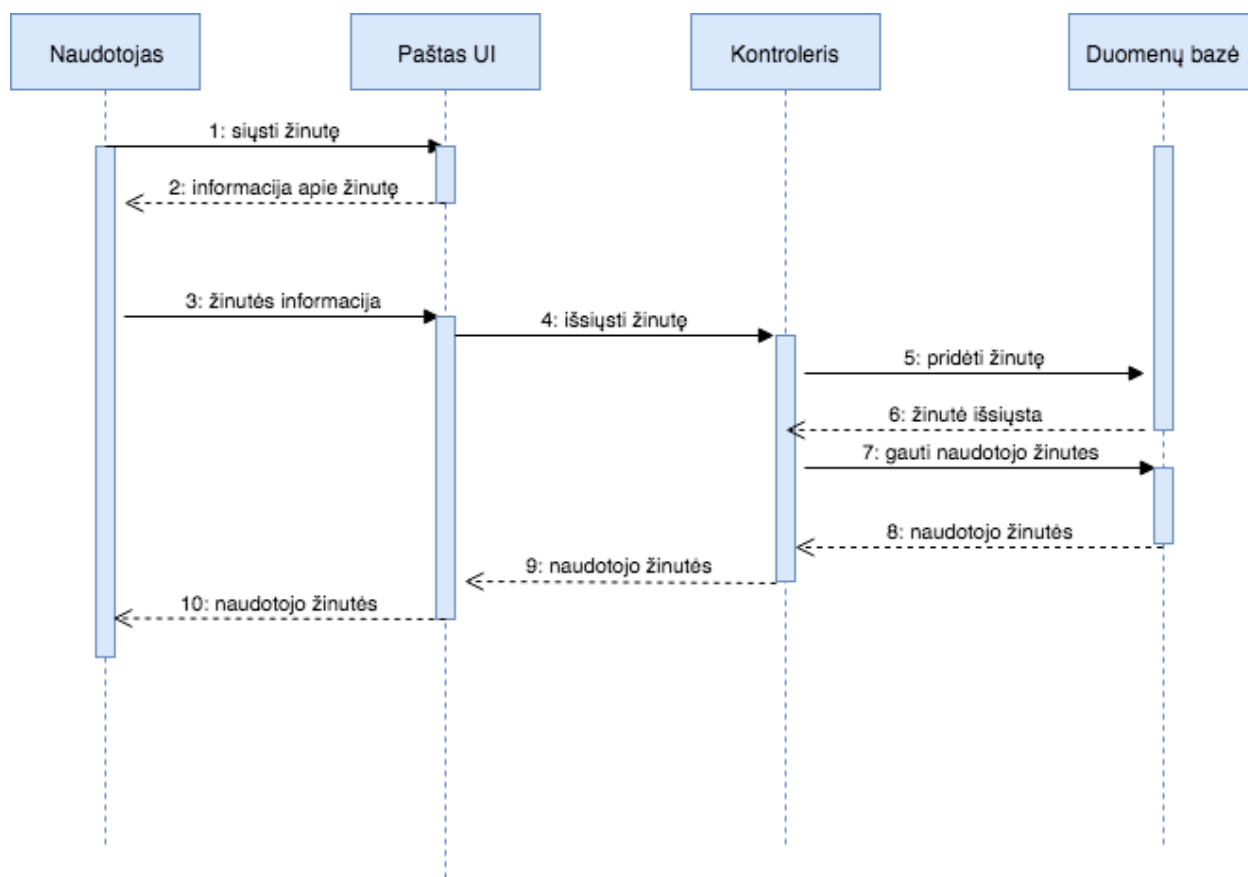 Naudotojas
Paštas UI
Kontroleris
Duomenų bazė
1: siųsti žinutę
2: informacija apie žinutę
3: žinutės informacija
4: išsiųsti žinutę
5: pridėti žinutę
6: žinutė išsiųsta
7: gauti naudotojo žinutes
8: naudotojo žinutės
9: naudotojo žinutės
10: naudotojo žinutės